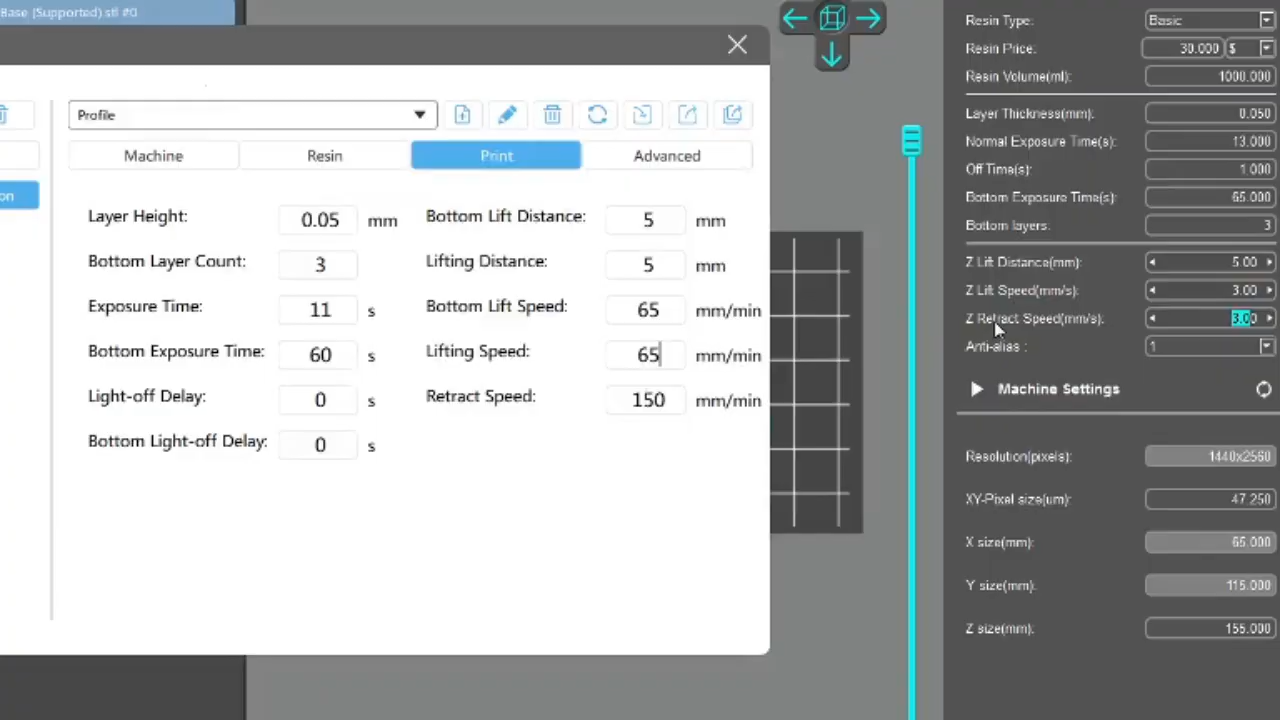 Base (Supported) stl #0
Profile
Machine
Resin
Print
Advanced
on
Layer Height: 0.05 mm
Bottom Lift Distance: 5 mm
Bottom Layer Count: 3
Lifting Distance: 5 mm
Exposure Time: 11 s
Bottom Lift Speed: 65 mm/min
Bottom Exposure Time: 60 s
Lifting Speed: 65 mm/min
Light-off Delay: 0 s
Retract Speed: 150 mm/min
Bottom Light-off Delay: 0 s
Resin Type: Basic
Resin Price: 30.000 $
Resin Volume(ml): 1000.000
Layer Thickness(mm): 0.050
Normal Exposure Time(s): 13.000
Off Time(s): 1.000
Bottom Exposure Time(s): 65.000
Bottom layers: 3
Z Lift Distance(mm): 5.00
Z Lift Speed(mm/s): 3.00
Z Retract Speed(mm/s): 3.00
Anti-alias : 1
Machine Settings
Resolution(pixels): 1440x2560
XY-Pixel size(um): 47.250
X size(mm): 65.000
Y size(mm): 115.000
Z size(mm): 155.000